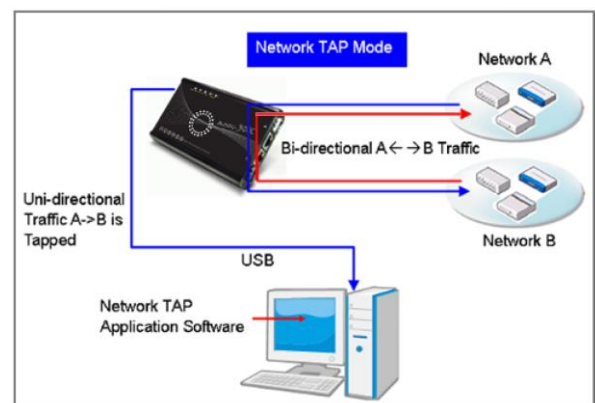 Network TAP Mode
Network A
Bi-directional A← →B Traffic
Uni-directional
Traffic A->B is
Tapped
Network B
USB
Network TAP
Application Software